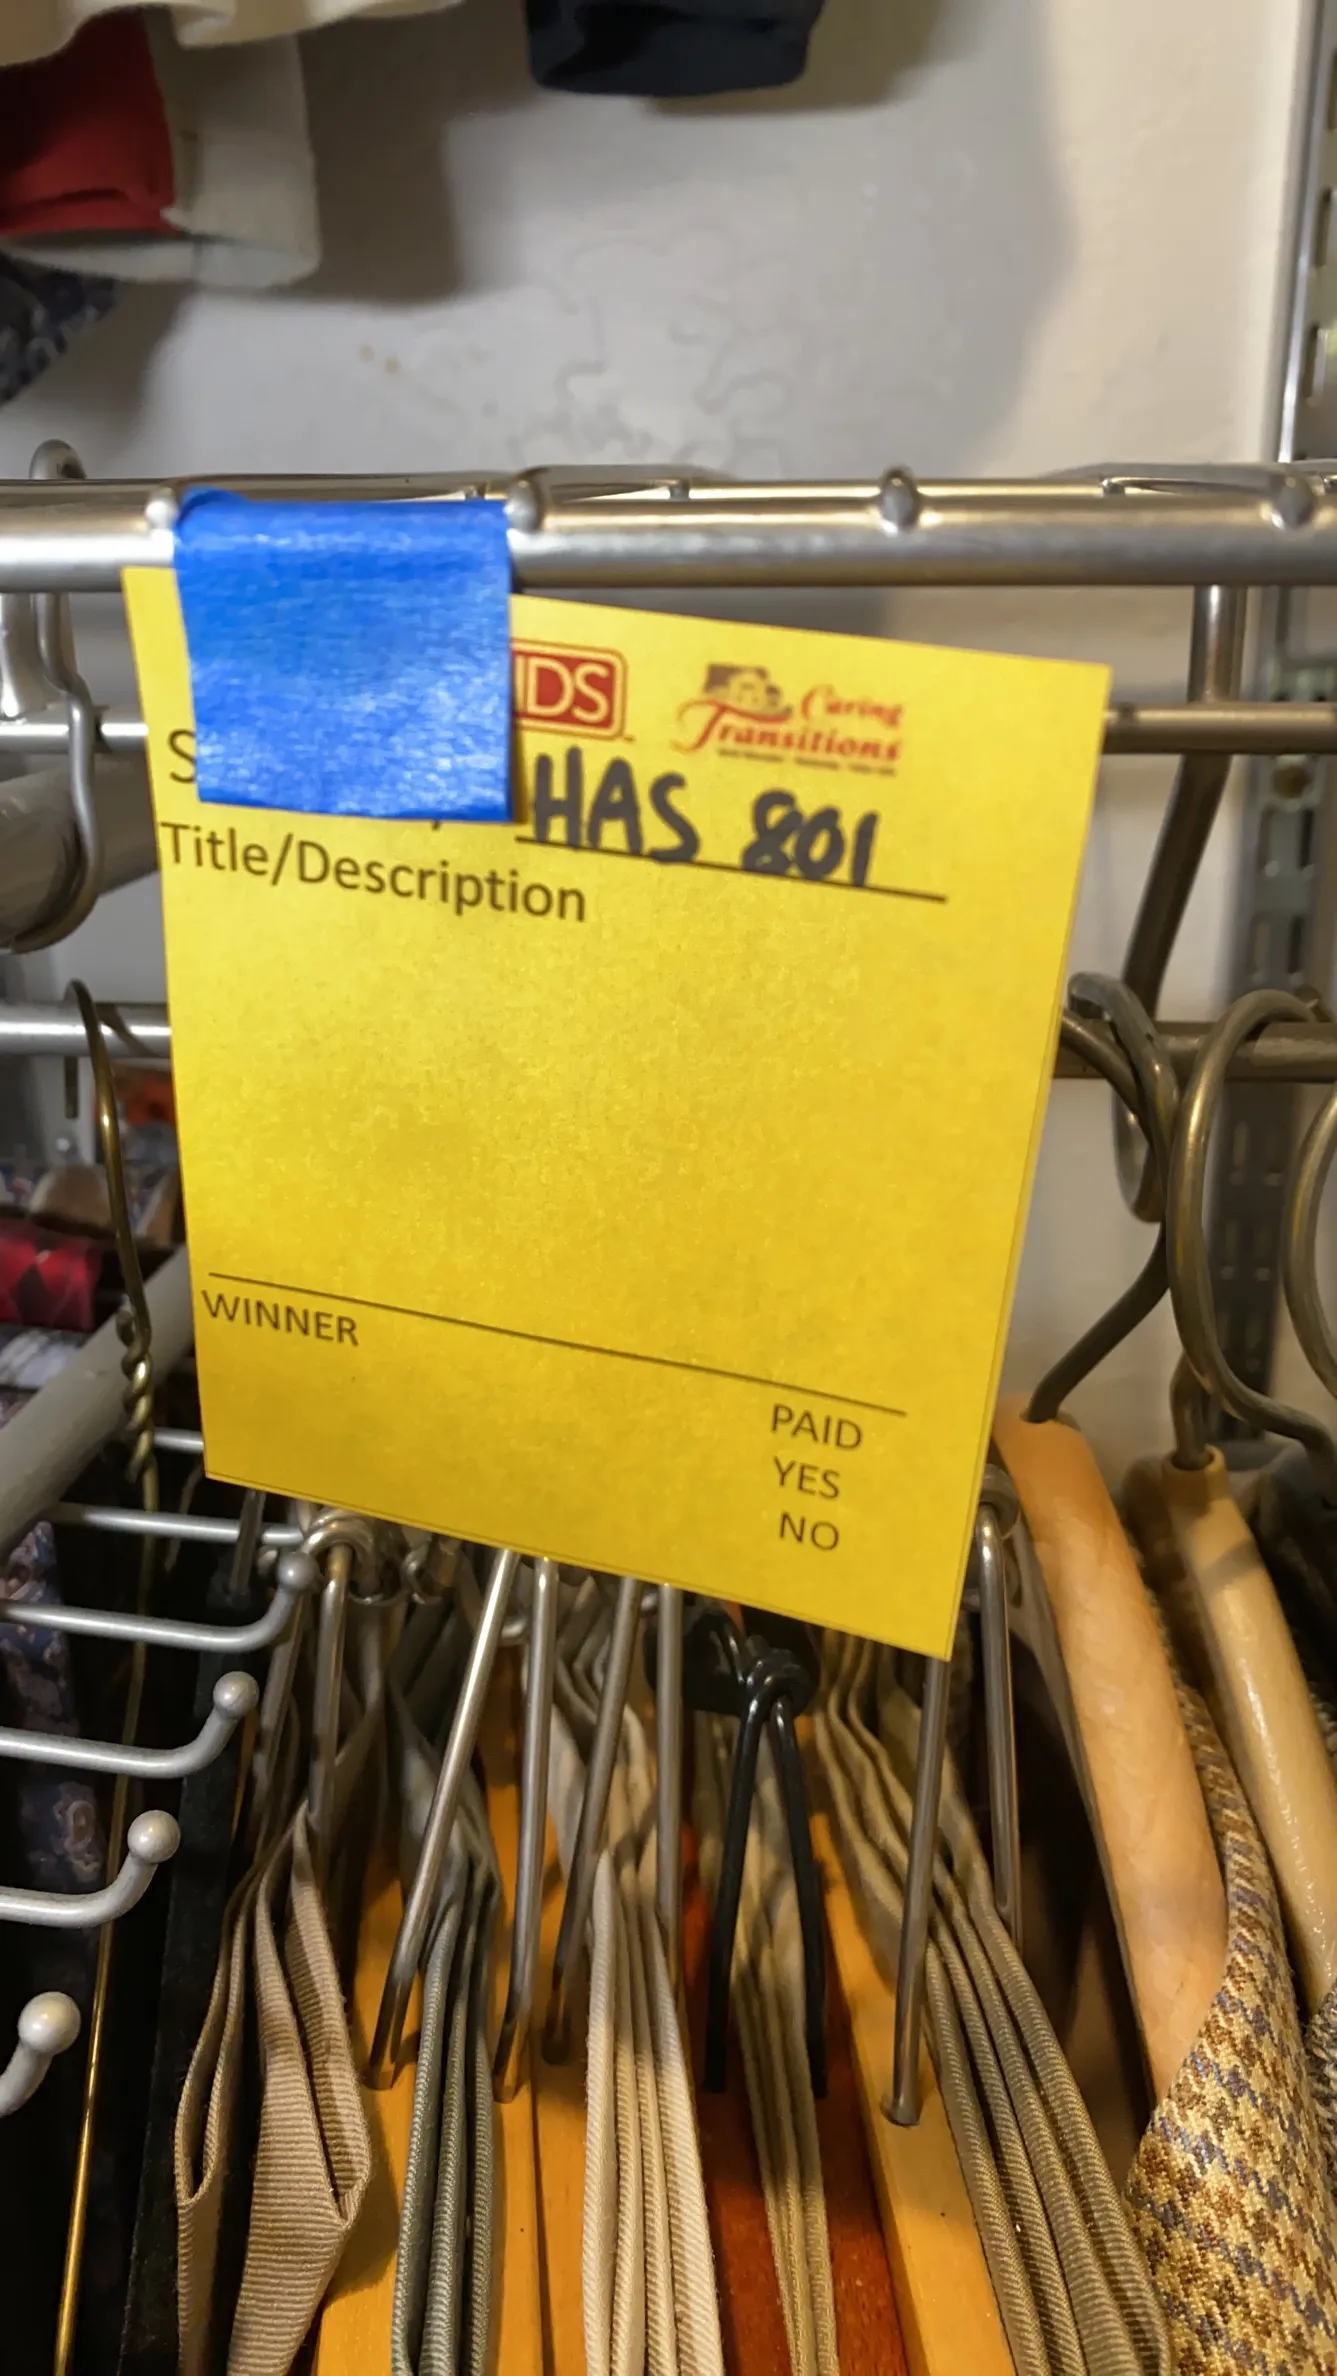 IDS Caring
Transitions
S HAS 801
Title/Description
WINNER
PAID
YES
NO